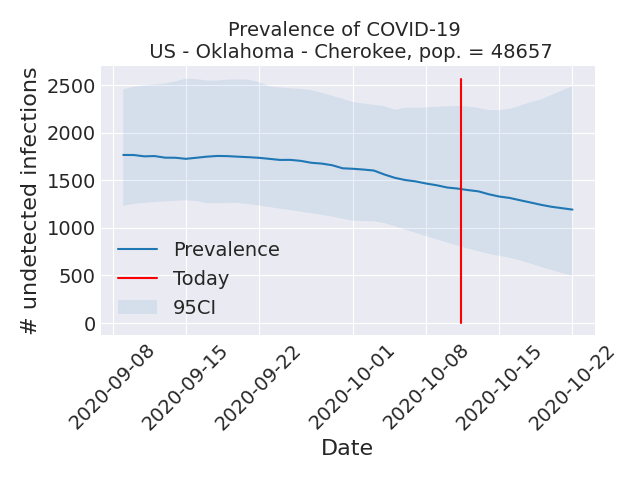 Prevalence of COVID-19
US - Oklahoma - Cherokee, pop. = 48657
# undetected infections
2500
2000
1500
1000
500
0
Prevalence
Today
95CI
2020-09-08
2020-09-15
2020-09-22
2020-10-01
2020-10-08
2020-10-15
2020-10-22
Date